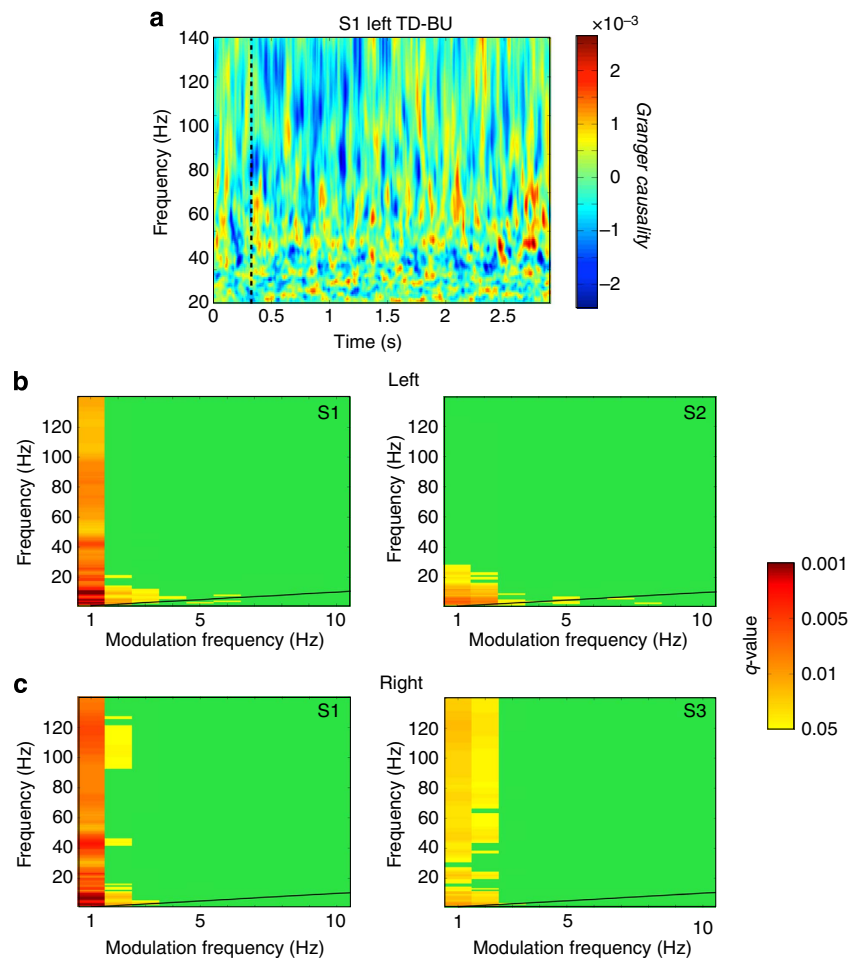 a
S1 left TD-BU
×10⁻³
140
120
100
80
60
40
20
Frequency (Hz)
0 0.5 1 1.5 2 2.5
Time (s)
2
1
0
−1
−2
Granger causality
b
Left
S1
120
100
80
60
40
20
Frequency (Hz)
1 5 10
Modulation frequency (Hz)
S2
120
100
80
60
40
20
Frequency (Hz)
1 5 10
Modulation frequency (Hz)
0.001
0.005
0.01
0.05
q-value
c
Right
S1
120
100
80
60
40
20
Frequency (Hz)
1 5 10
Modulation frequency (Hz)
S3
120
100
80
60
40
20
Frequency (Hz)
1 5 10
Modulation frequency (Hz)